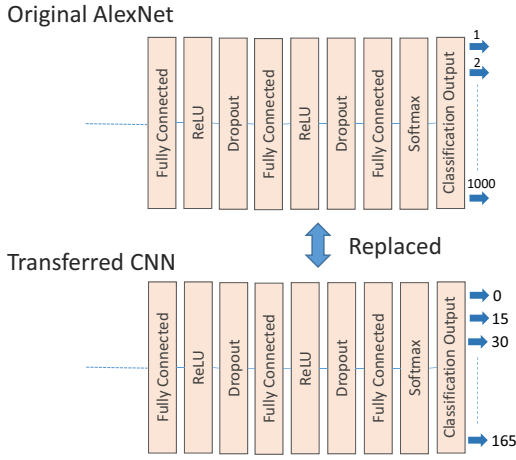 Original AlexNet
Fully Connected
ReLU
Dropout
Fully Connected
ReLU
Dropout
Fully Connected
Softmax
Classification Output
1
2
1000
Replaced
Transferred CNN
Fully Connected
ReLU
Dropout
Fully Connected
ReLU
Dropout
Fully Connected
Softmax
Classification Output
0
15
30
165